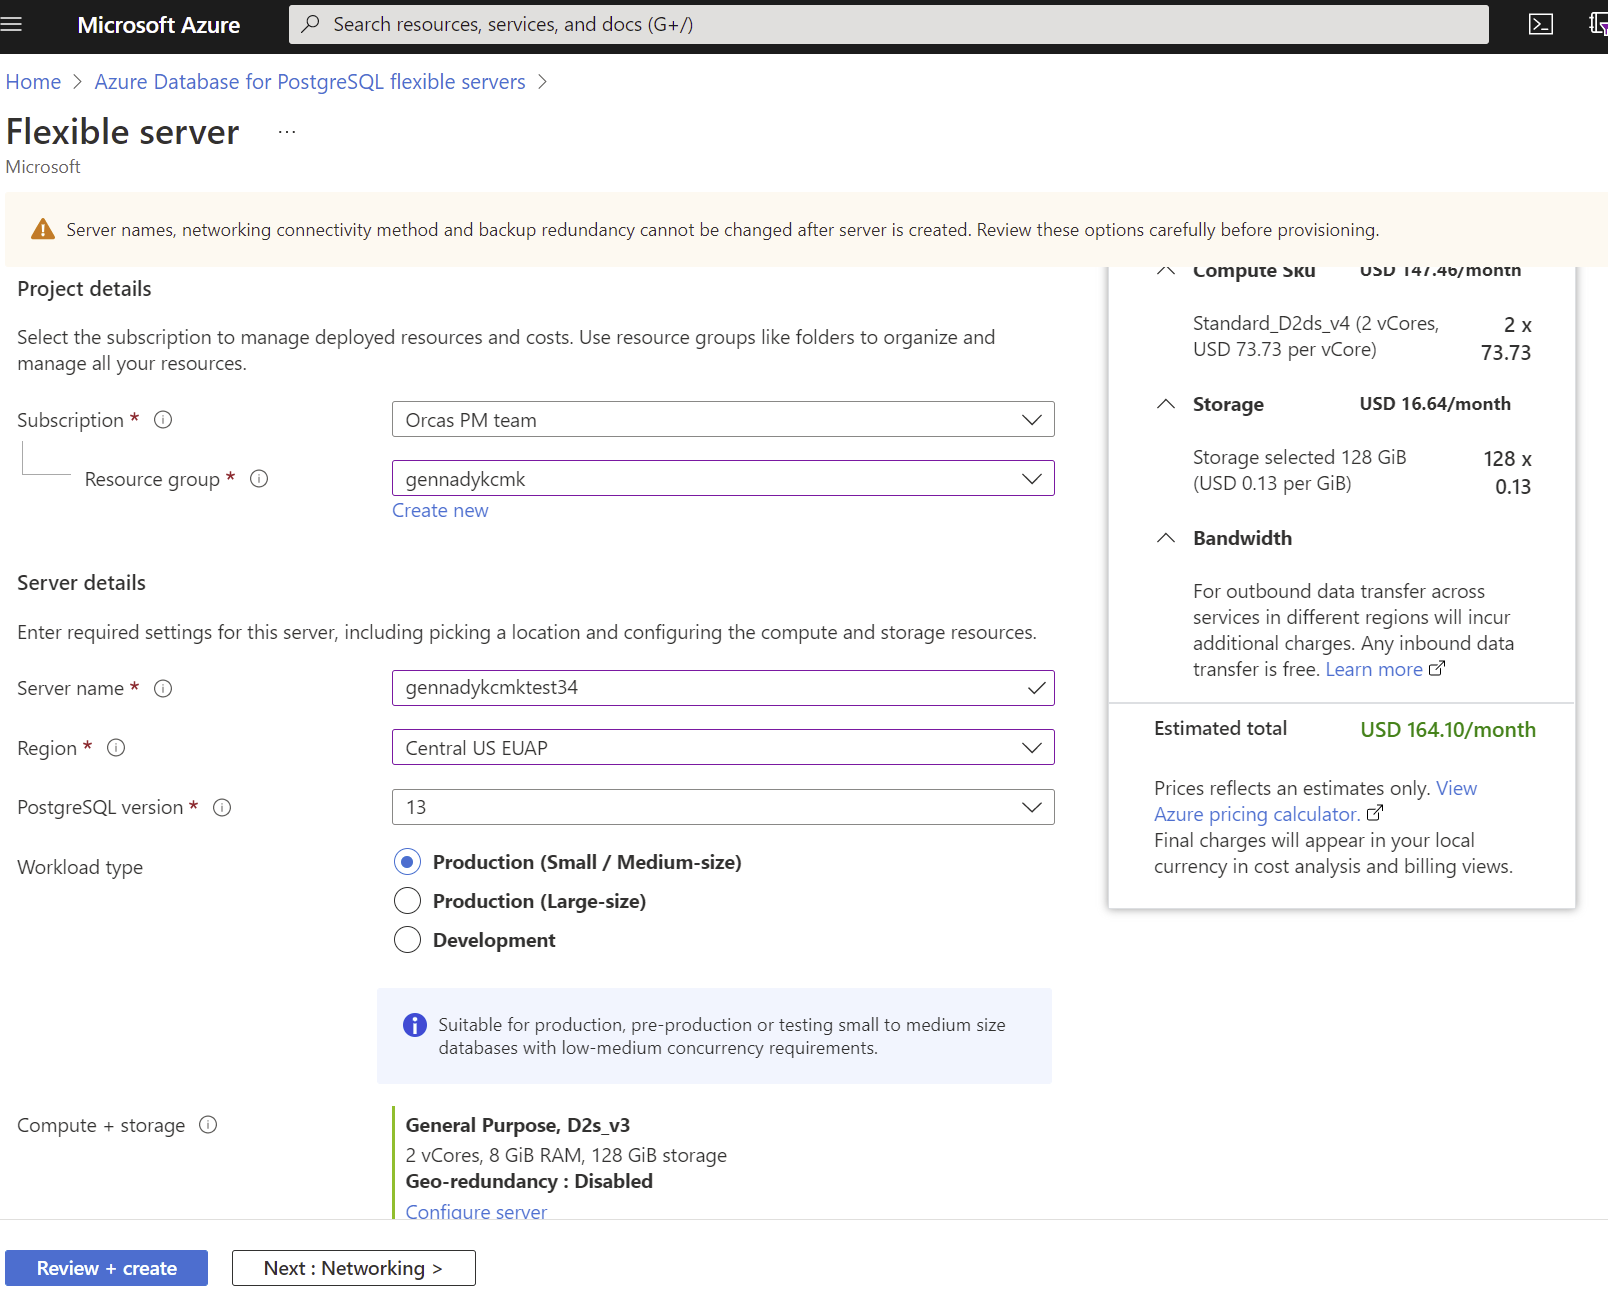 Microsoft Azure
Search resources, services, and docs (G+/)
Home > Azure Database for PostgreSQL flexible servers >
Flexible server ...
Microsoft
Server names, networking connectivity method and backup redundancy cannot be changed after server is created. Review these options carefully before provisioning.
Project details
Select the subscription to manage deployed resources and costs. Use resource groups like folders to organize and
manage all your resources.
Subscription *
Orcas PM team
Resource group *
gennadykcmk
Create new
Server details
Enter required settings for this server, including picking a location and configuring the compute and storage resources.
Server name *
gennadykcmktest34
Region *
Central US EUAP
PostgreSQL version *
13
Workload type
Production (Small / Medium-size)
Production (Large-size)
Development
Suitable for production, pre-production or testing small to medium size
databases with low-medium concurrency requirements.
Compute + storage
General Purpose, D2s_v3
2 vCores, 8 GiB RAM, 128 GiB storage
Geo-redundancy : Disabled
Configure server
Compute Sku USD 147.46/month
Standard_D2ds_v4 (2 vCores, 2 x
USD 73.73 per vCore) 73.73
Storage USD 16.64/month
Storage selected 128 GiB 128 x
(USD 0.13 per GiB) 0.13
Bandwidth
For outbound data transfer across
services in different regions will incur
additional charges. Any inbound data
transfer is free. Learn more
Estimated total USD 164.10/month
Prices reflects an estimates only. View
Azure pricing calculator.
Final charges will appear in your local
currency in cost analysis and billing views.
Review + create
Next : Networking >